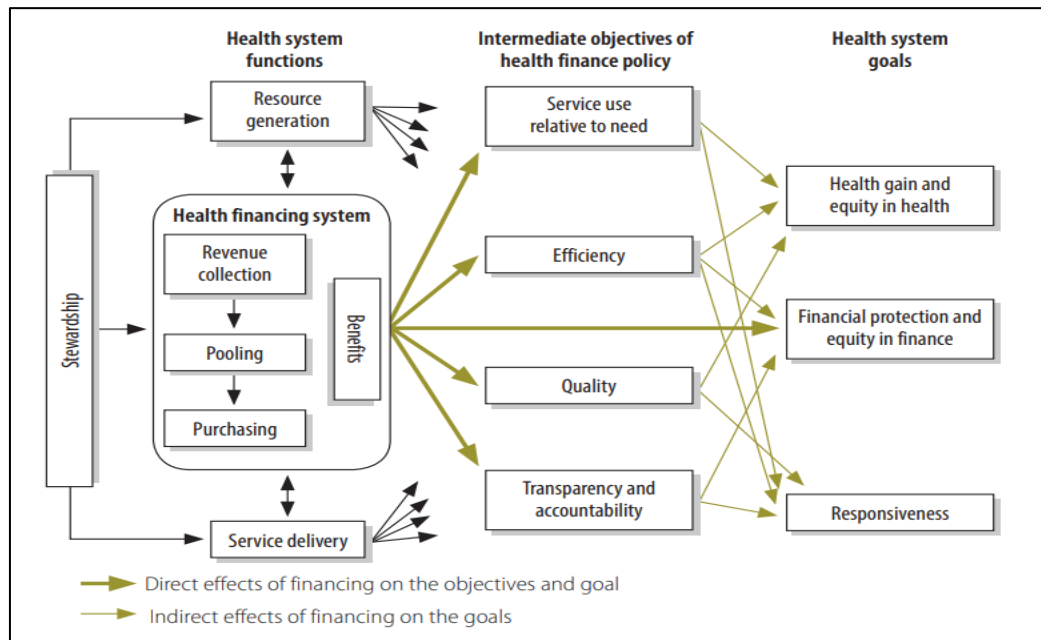 Health system
functions
Intermediate objectives of
health finance policy
Health system
goals
Resource
generation
Service use
relative to need
Health gain and
equity in health
Stewardship
Health financing system
Revenue
collection
Pooling
Purchasing
Benefits
Efficiency
Financial protection and
equity in finance
Quality
Transparency and
accountability
Responsiveness
Service delivery
Direct effects of financing on the objectives and goal
Indirect effects of financing on the goals